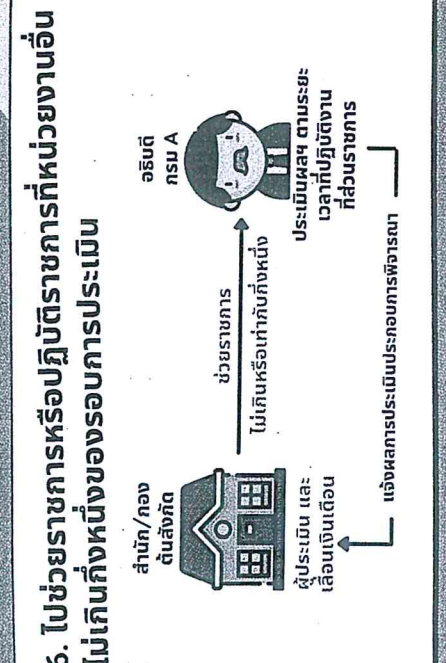 6. ไปช่วยราชการหรือปฏิบัติราชการที่หน่วยงานอื่น
ไม่เกินกึ่งหนึ่งของรอบการประเมิน
สำนัก/กอง
ต้นสังกัด
ช่วยราชการ
ไม่เกินหรือเท่ากับกึ่งหนึ่ง
อธิบดี
กรม A
ผู้ประเมิน และ
เลื่อนเงินเดือน
ประเมินผลฯ ตามระยะ
เวลาที่ปฏิบัติงาน
ที่ส่วนราชการ
แจ้งผลการประเมินประกอบการพิจารณา